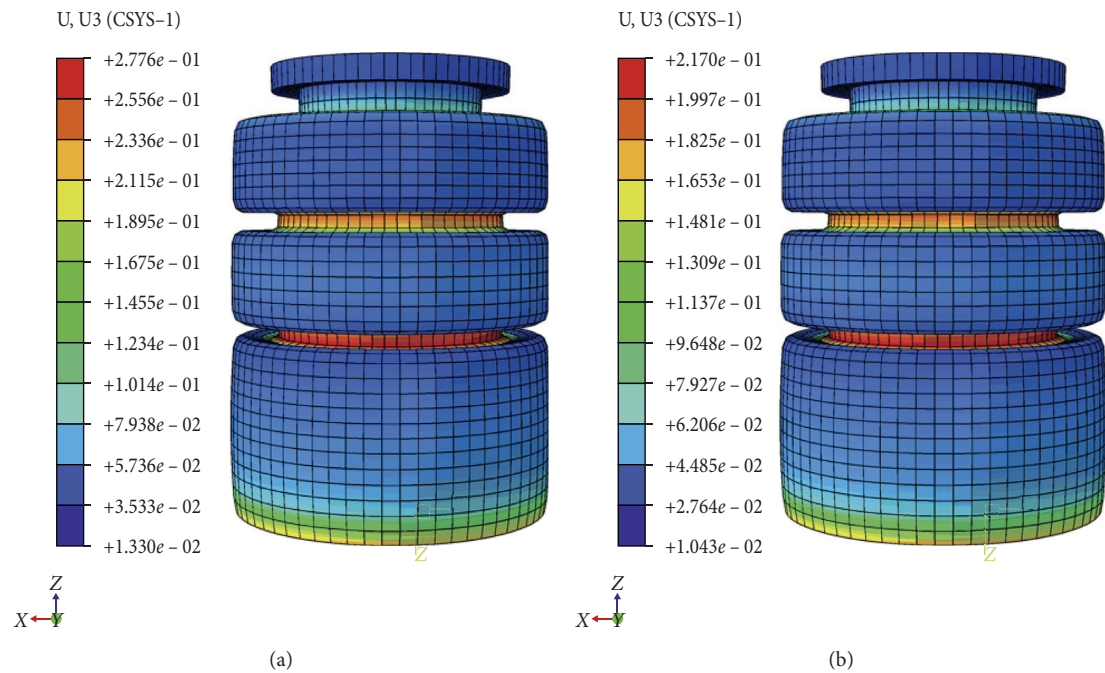 U, U3 (CSYS–1)
+2.776e – 01
+2.556e – 01
+2.336e – 01
+2.115e – 01
+1.895e – 01
+1.675e – 01
+1.455e – 01
+1.234e – 01
+1.014e – 01
+7.938e – 02
+5.736e – 02
+3.533e – 02
+1.330e – 02
Z
Z
X
Y
(a)
U, U3 (CSYS–1)
+2.170e – 01
+1.997e – 01
+1.825e – 01
+1.653e – 01
+1.481e – 01
+1.309e – 01
+1.137e – 01
+9.648e – 02
+7.927e – 02
+6.206e – 02
+4.485e – 02
+2.764e – 02
+1.043e – 02
Z
Z
X
Y
(b)